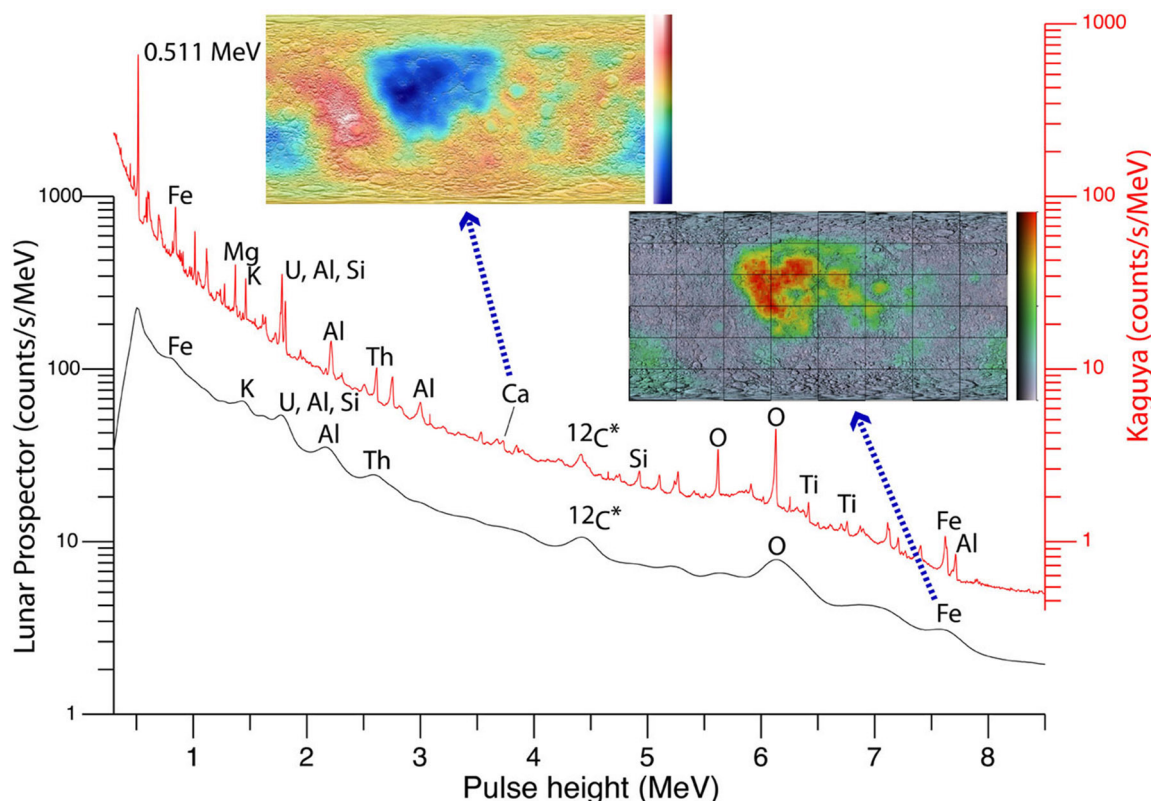 0.511 MeV
1000
100
10
1
Kaguya (counts/s/MeV)
1000
100
10
1
Lunar Prospector (counts/s/MeV)
Fe
Mg
K
U, Al, Si
Al
Th
Al
Ca
12C*
Si
O
O
Ti
Ti
Fe
Al
Fe
K
U, Al, Si
Al
Th
12C*
O
Fe
1 2 3 4 5 6 7 8
Pulse height (MeV)